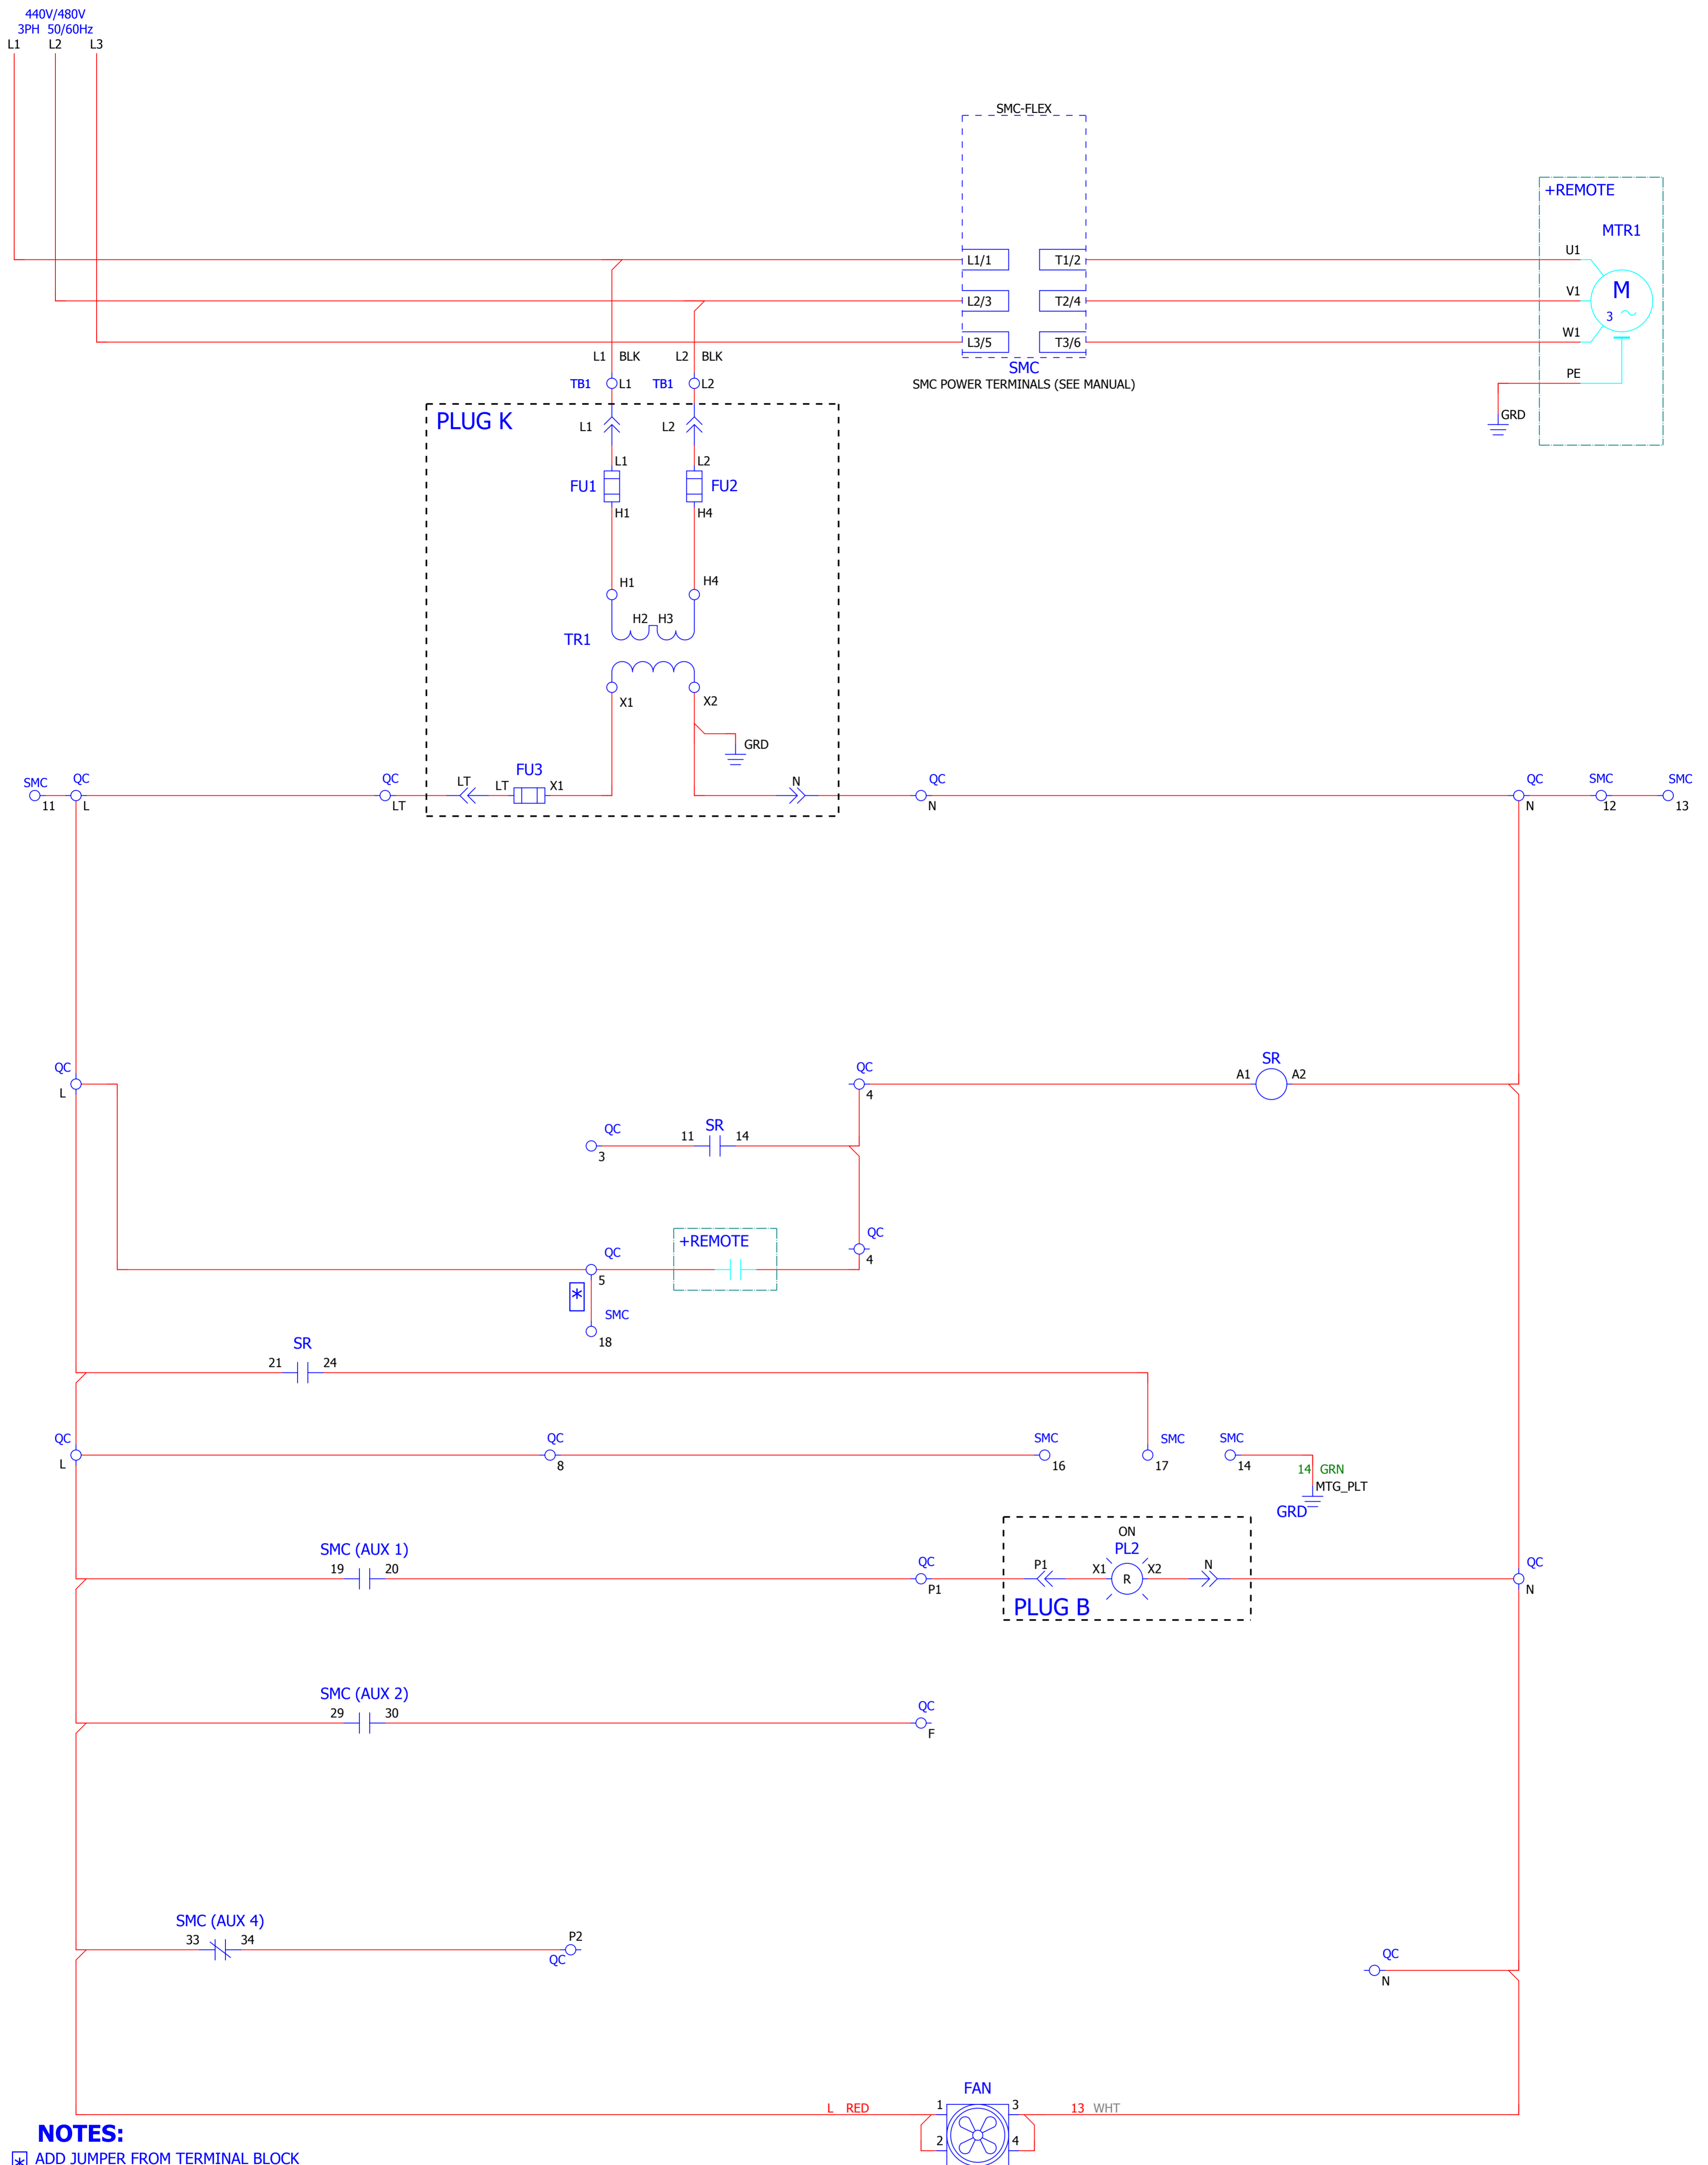 440V/480V
3PH 50/60Hz
L1 L2 L3
SMC-FLEX
+REMOTE
MTR1
L1/1 T1/2 U1
M
3
L2/3 T2/4 V1
L3/5 T3/6 W1
SMC
SMC POWER TERMINALS (SEE MANUAL)
PE
GRD
L1 BLK L2 BLK
TB1 L1 TB1 L2
PLUG K
L1 L2
L1 L2
FU1 FU2
H1 H4
H1 H4
H2 H3
TR1
X1 X2
GRD
FU3
SMC QC QC LT LT X1 N QC QC SMC SMC
11 L LT N N 12 13
QC QC SR
L 4 A1 A2
QC SR
3 11 14
QC +REMOTE QC
5 4
*
SMC
18
SR
21 24
QC QC SMC SMC SMC
L 8 16 17 14
14 GRN
MTG_PLT
GRD
ON
PL2
SMC (AUX 1)
19 20 QC P1 X1 R X2 N QC
P1 N
PLUG B
SMC (AUX 2)
29 30 QC
F
SMC (AUX 4)
33 34 P2
QC
QC
N
FAN
L RED 1 3 13 WHT
2 4
NOTES:
* ADD JUMPER FROM TERMINAL BLOCK